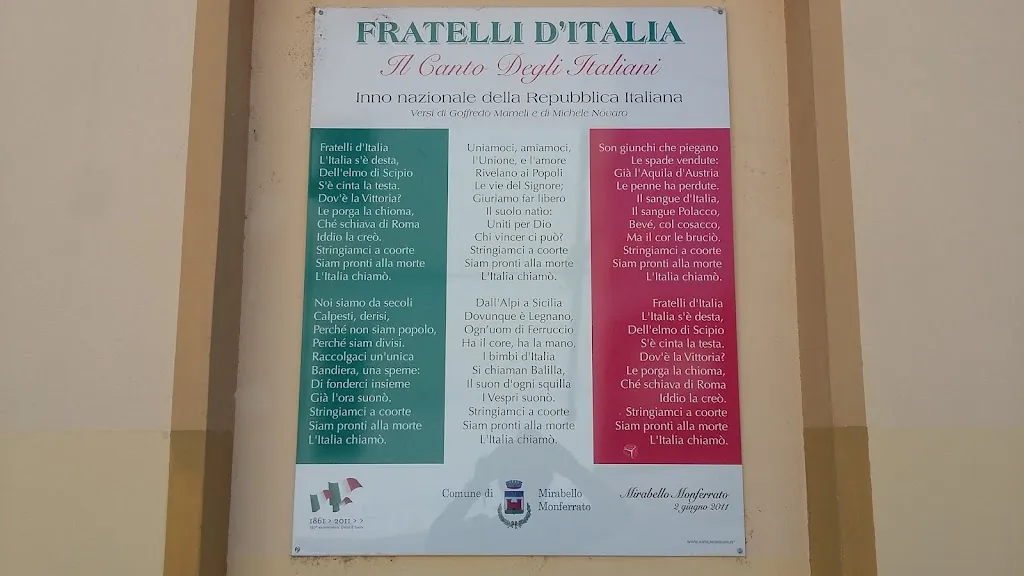 FRATELLI D'ITALIA
Il Canto Degli Italiani
Inno nazionale della Repubblica Italiana
Versi di Goffredo Mameli e di Michele Novaro
Fratelli d'Italia
L'Italia s'è desta,
Dell'elmo di Scipio
S'è cinta la testa.
Dov'è la Vittoria?
Le porga la chioma,
Ché schiava di Roma
Iddio la creò.
Stringiamci a coorte
Siam pronti alla morte
L'Italia chiamò.
Noi siamo da secoli
Calpesti, derisi,
Perché non siam popolo,
Perché siam divisi.
Raccolgaci un'unica
Bandiera, una speme:
Di fonderci insieme
Già l'ora suonò.
Stringiamci a coorte
Siam pronti alla morte
L'Italia chiamò.
Uniamoci, amiamoci,
l'Unione, e l'amore
Rivelano ai Popoli
Le vie del Signore;
Giuriamo far libero
Il suolo natìo:
Uniti per Dio
Chi vincer ci può?
Stringiamci a coorte
Siam pronti alla morte
L'Italia chiamò.
Dall'Alpi a Sicilia
Dovunque è Legnano,
Ogn'uom di Ferruccio
Ha il core, ha la mano,
I bimbi d'Italia
Si chiaman Balilla,
Il suon d'ogni squilla
I Vespri suonò.
Stringiamci a coorte
Siam pronti alla morte
L'Italia chiamò.
Son giunchi che piegano
Le spade vendute:
Già l'Aquila d'Austria
Le penne ha perdute.
Il sangue d'Italia,
Il sangue Polacco,
Bevé, col cosacco,
Ma il cor le bruciò.
Stringiamci a coorte
Siam pronti alla morte
L'Italia chiamò.
Fratelli d'Italia
L'Italia s'è desta,
Dell'elmo di Scipio
S'è cinta la testa.
Dov'è la Vittoria?
Le porga la chioma,
Ché schiava di Roma
Iddio la creò.
Stringiamci a coorte
Siam pronti alla morte
L'Italia chiamò.
1861 > 2011 > >
Comune di Mirabello
Monferrato
Mirabello Monferrato
2 giugno 2011